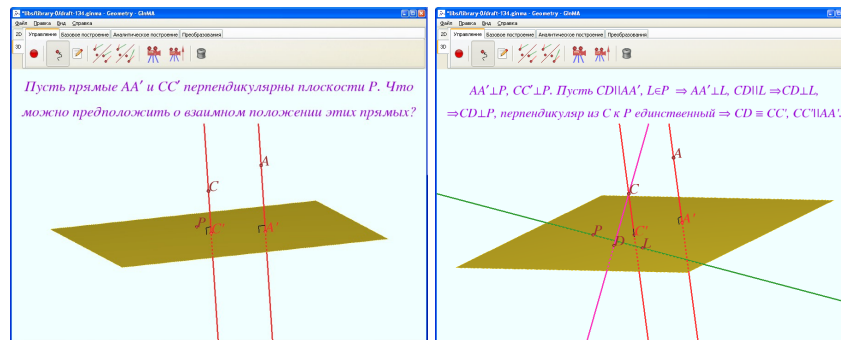 *libs/library-0/draft-134.ginma - Geometry - GInMA
Файл Правка Вид Справка
2D Управление Базовое построение Аналитическое построение Преобразования
3D
Пусть прямые AA′ и CC′ перпендикулярны плоскости P. Что
можно предположить о взаимном положении этих прямых?
A
C
P
C'
A'
*libs/library-0/draft-134.ginma - Geometry - GInMA
Файл Правка Вид Справка
2D Управление Базовое построение Аналитическое построение Преобразования
3D
AA′⊥P, CC′⊥P. Пусть CD||AA′, L∈P ⇒ AA′⊥L, CD||L ⇒CD⊥L,
⇒CD⊥P, перпендикуляр из C к P единственный ⇒ CD ≡ CC′, CC′||AA′.
A
C
A'
P
C'
D
L